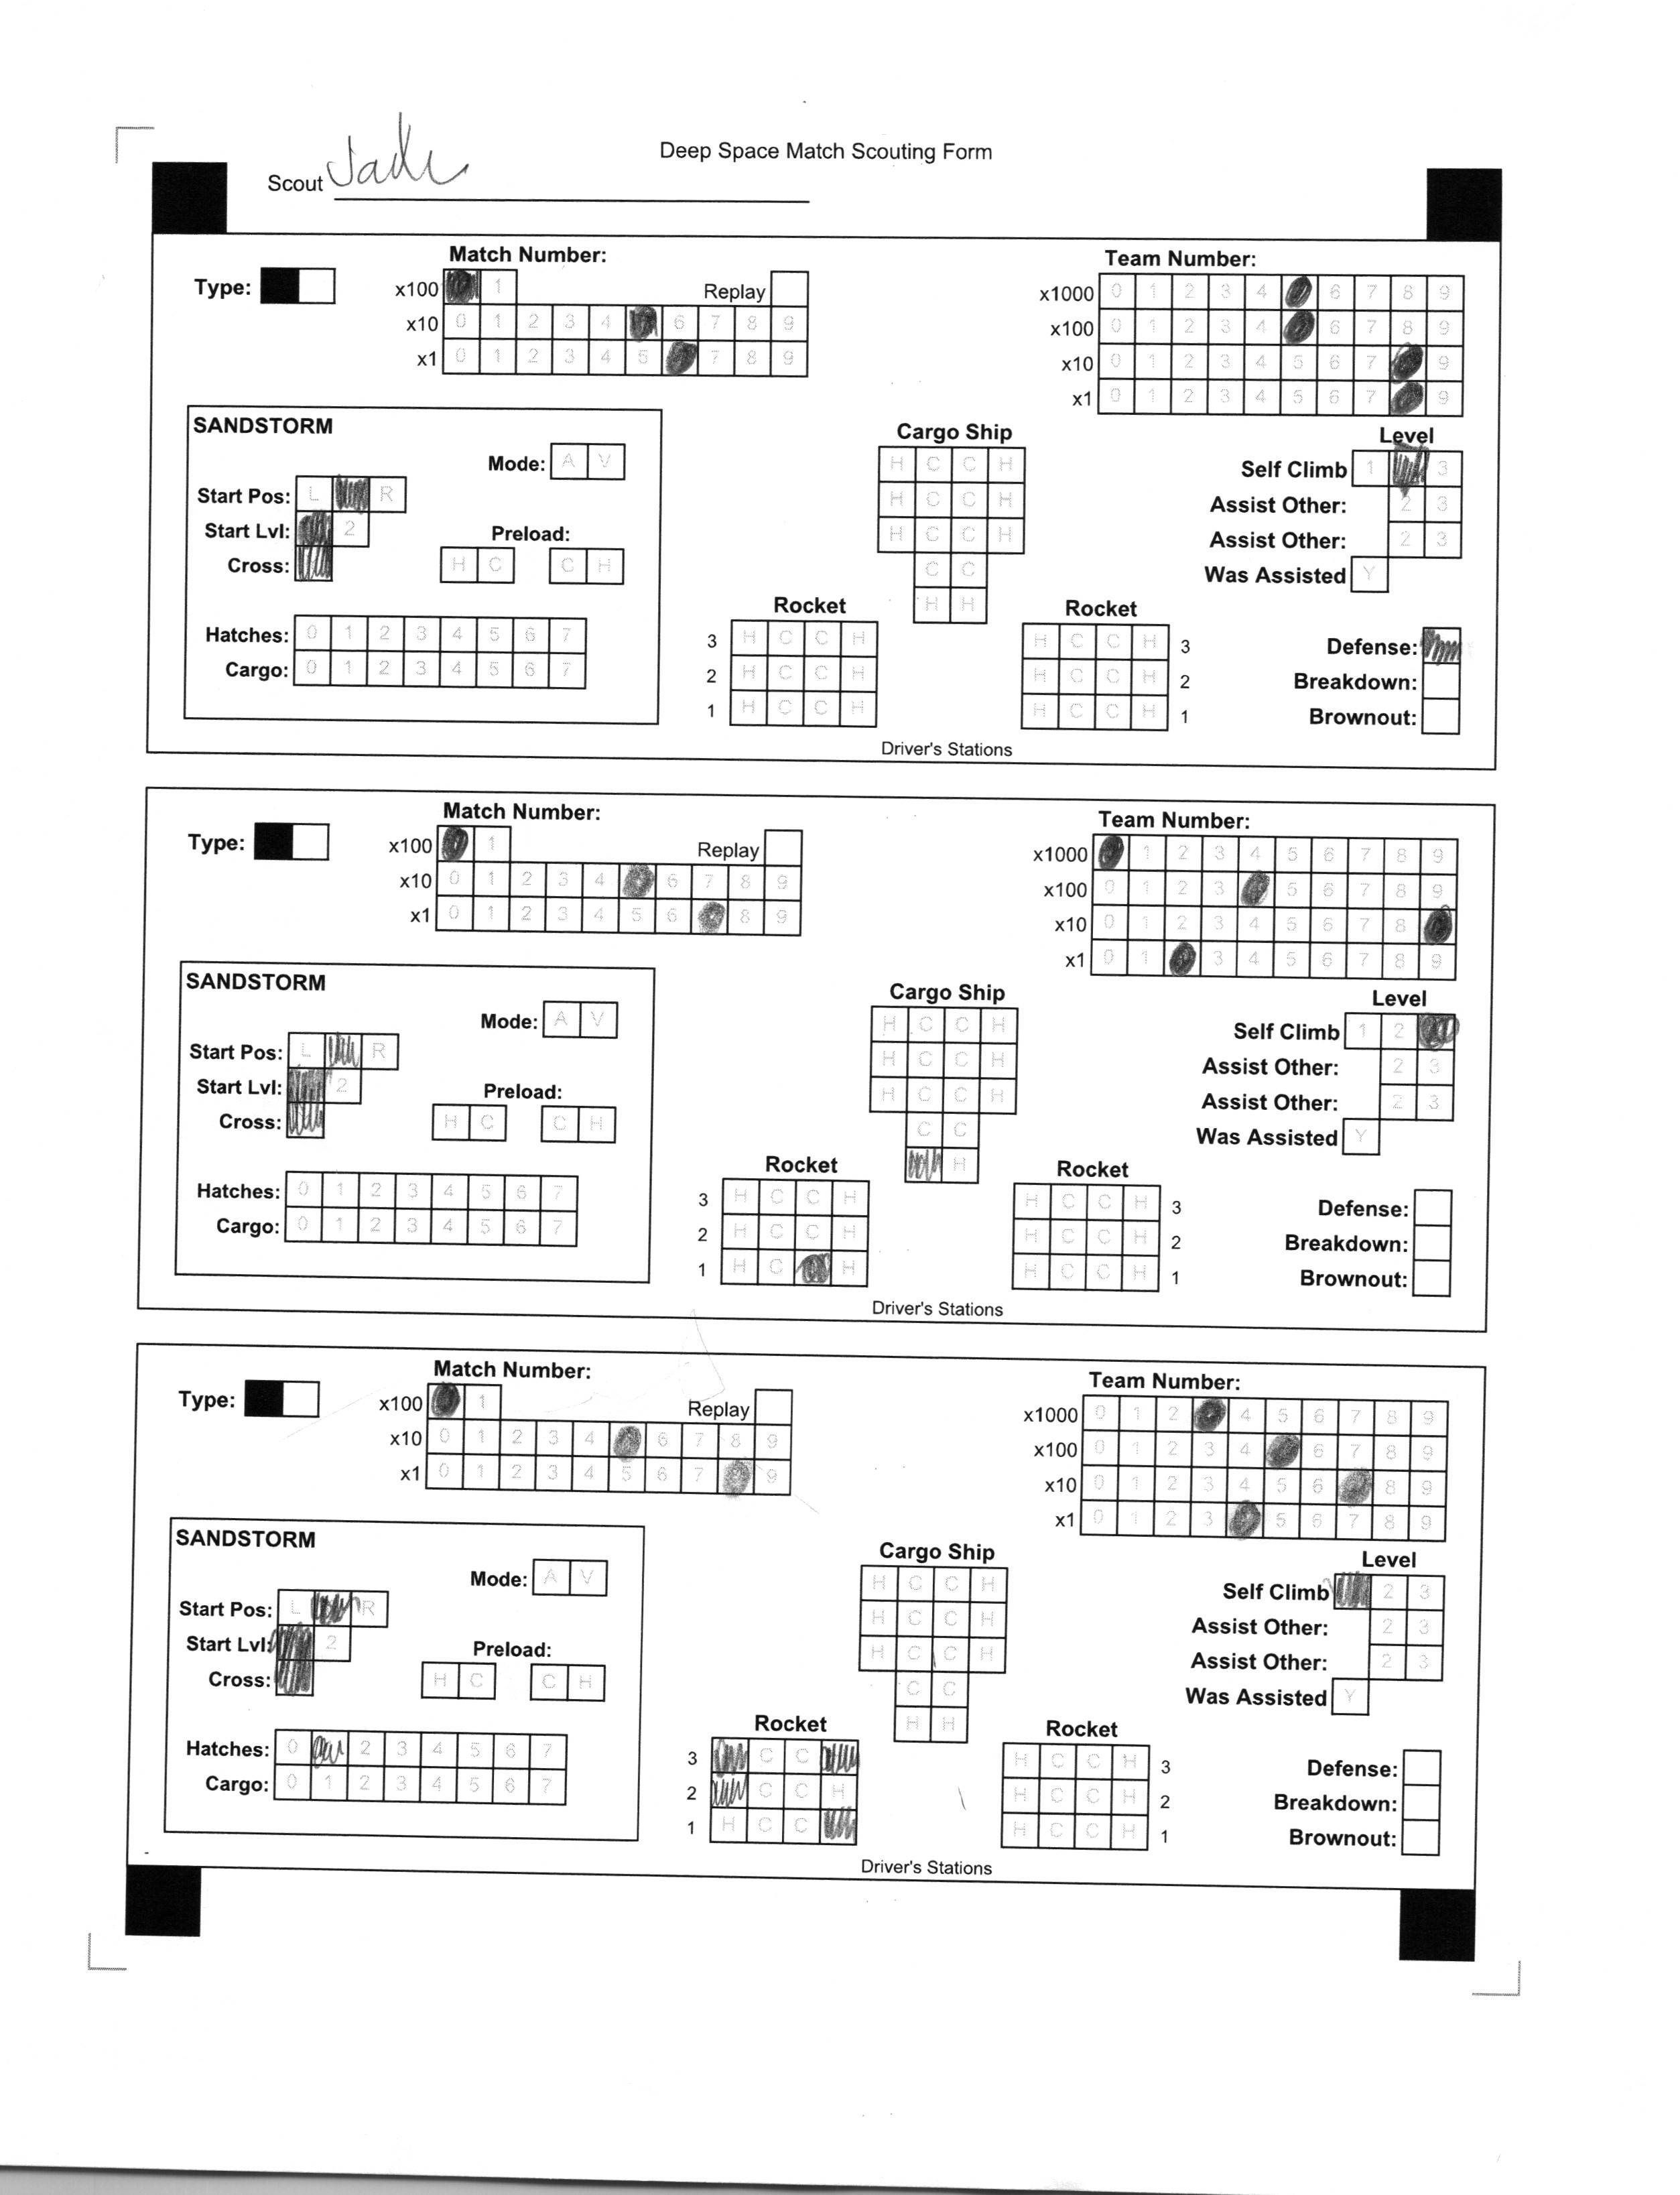 Deep Space Match Scouting Form
Scout Jade
Match Number:
Team Number:
Type:
x100 1
Replay
x10 0 1 2 3 4 6 7 8 9
x1 0 1 2 3 4 5 7 8 9
x1000 0 1 2 3 4 6 7 8 9
x100 0 1 2 3 4 6 7 8 9
x10 0 1 2 3 4 5 6 7 9
x1 0 1 2 3 4 5 6 7 9
SANDSTORM
Mode: A V
Start Pos: L R
Start Lvl: 2
Cross:
Preload:
H C C H
Hatches: 0 1 2 3 4 5 6 7
Cargo: 0 1 2 3 4 5 6 7
Cargo Ship
H C C H
H C C H
H C C H
C C
H H
Rocket
3 H C C H
2 H C C H
1 H C C H
Rocket
H C C H 3
H C C H 2
H C C H 1
Driver's Stations
Level
Self Climb 1 3
Assist Other: 2 3
Assist Other: 2 3
Was Assisted Y
Defense:
Breakdown:
Brownout:
Match Number:
Team Number:
Type:
x100 1
Replay
x10 0 1 2 3 4 6 7 8 9
x1 0 1 2 3 4 5 6 8 9
x1000 1 2 3 4 5 6 7 8 9
x100 0 1 2 3 5 6 7 8 9
x10 0 1 2 3 4 5 6 7 8
x1 0 1 3 4 5 6 7 8 9
SANDSTORM
Mode: A V
Start Pos: L R
Start Lvl: 2
Cross:
Preload:
H C C H
Hatches: 0 1 2 3 4 5 6 7
Cargo: 0 1 2 3 4 5 6 7
Cargo Ship
H C C H
H C C H
H C C H
C C
H
Rocket
3 H C C H
2 H C C H
1 H C H
Rocket
H C C H 3
H C C H 2
H C C H 1
Driver's Stations
Level
Self Climb 1 2
Assist Other: 2 3
Assist Other: 2 3
Was Assisted Y
Defense:
Breakdown:
Brownout:
Match Number:
Team Number:
Type:
x100 1
Replay
x10 0 1 2 3 4 6 7 8 9
x1 0 1 2 3 4 5 6 7 9
x1000 0 1 2 4 5 6 7 8 9
x100 0 1 2 3 4 6 7 8 9
x10 0 1 2 3 4 5 6 8 9
x1 0 1 2 3 5 6 7 8 9
SANDSTORM
Mode: A V
Start Pos: L R
Start Lvl: 2
Cross:
Preload:
H C C H
Hatches: 0 2 3 4 5 6 7
Cargo: 0 1 2 3 4 5 6 7
Cargo Ship
H C C H
H C C H
H C C H
C C
H H
Rocket
3 C C
2 C C H
1 H C C
Rocket
H C C H 3
H C C H 2
H C C H 1
Driver's Stations
Level
Self Climb 2 3
Assist Other: 2 3
Assist Other: 2 3
Was Assisted Y
Defense:
Breakdown:
Brownout: